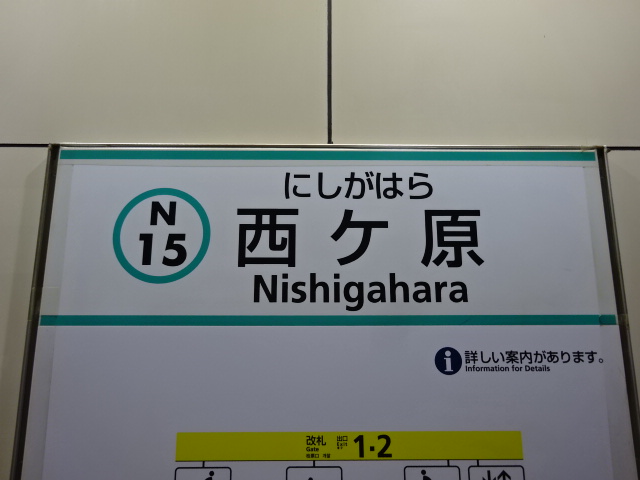 にしがはら
N
15
西ケ原
Nishigahara
i 詳しい案内があります。
Information for Details
改札 出口 1・2
Gate